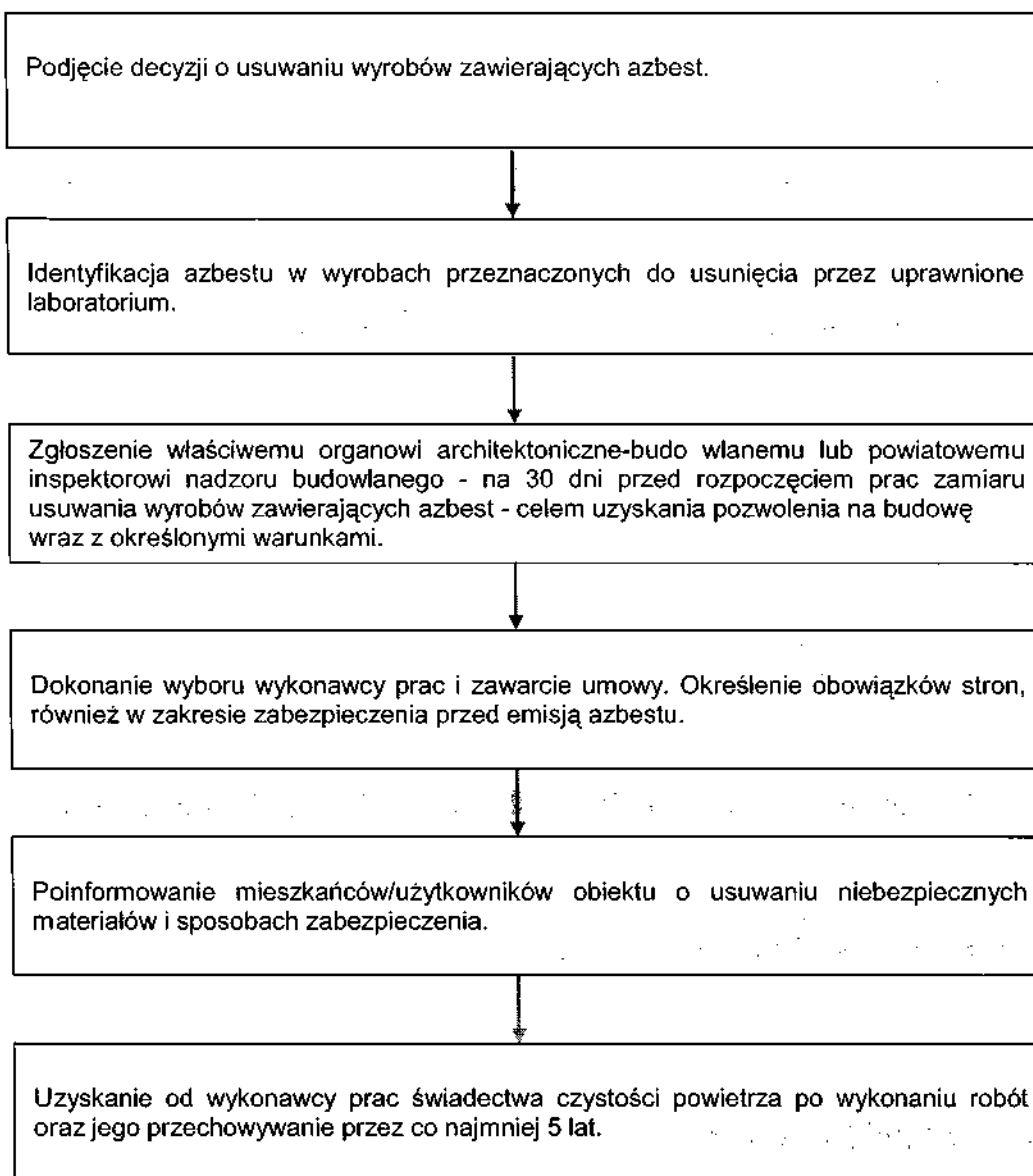 Podjęcie decyzji o usuwaniu wyrobów zawierających azbest.
Identyfikacja azbestu w wyrobach przeznaczonych do usunięcia przez uprawnione
laboratorium.
Zgłoszenie właściwemu organowi architektoniczne-budo wlanemu lub powiatowemu
inspektorowi nadzoru budowlanego - na 30 dni przed rozpoczęciem prac zamiaru
usuwania wyrobów zawierających azbest - celem uzyskania pozwolenia na budowę
wraz z określonymi warunkami.
Dokonanie wyboru wykonawcy prac i zawarcie umowy. Określenie obowiązków stron,
również w zakresie zabezpieczenia przed emisją azbestu.
Poinformowanie mieszkańców/użytkowników obiektu o usuwaniu niebezpiecznych
materiałów i sposobach zabezpieczenia.
Uzyskanie od wykonawcy prac świadectwa czystości powietrza po wykonaniu robót
oraz jego przechowywanie przez co najmniej 5 lat.